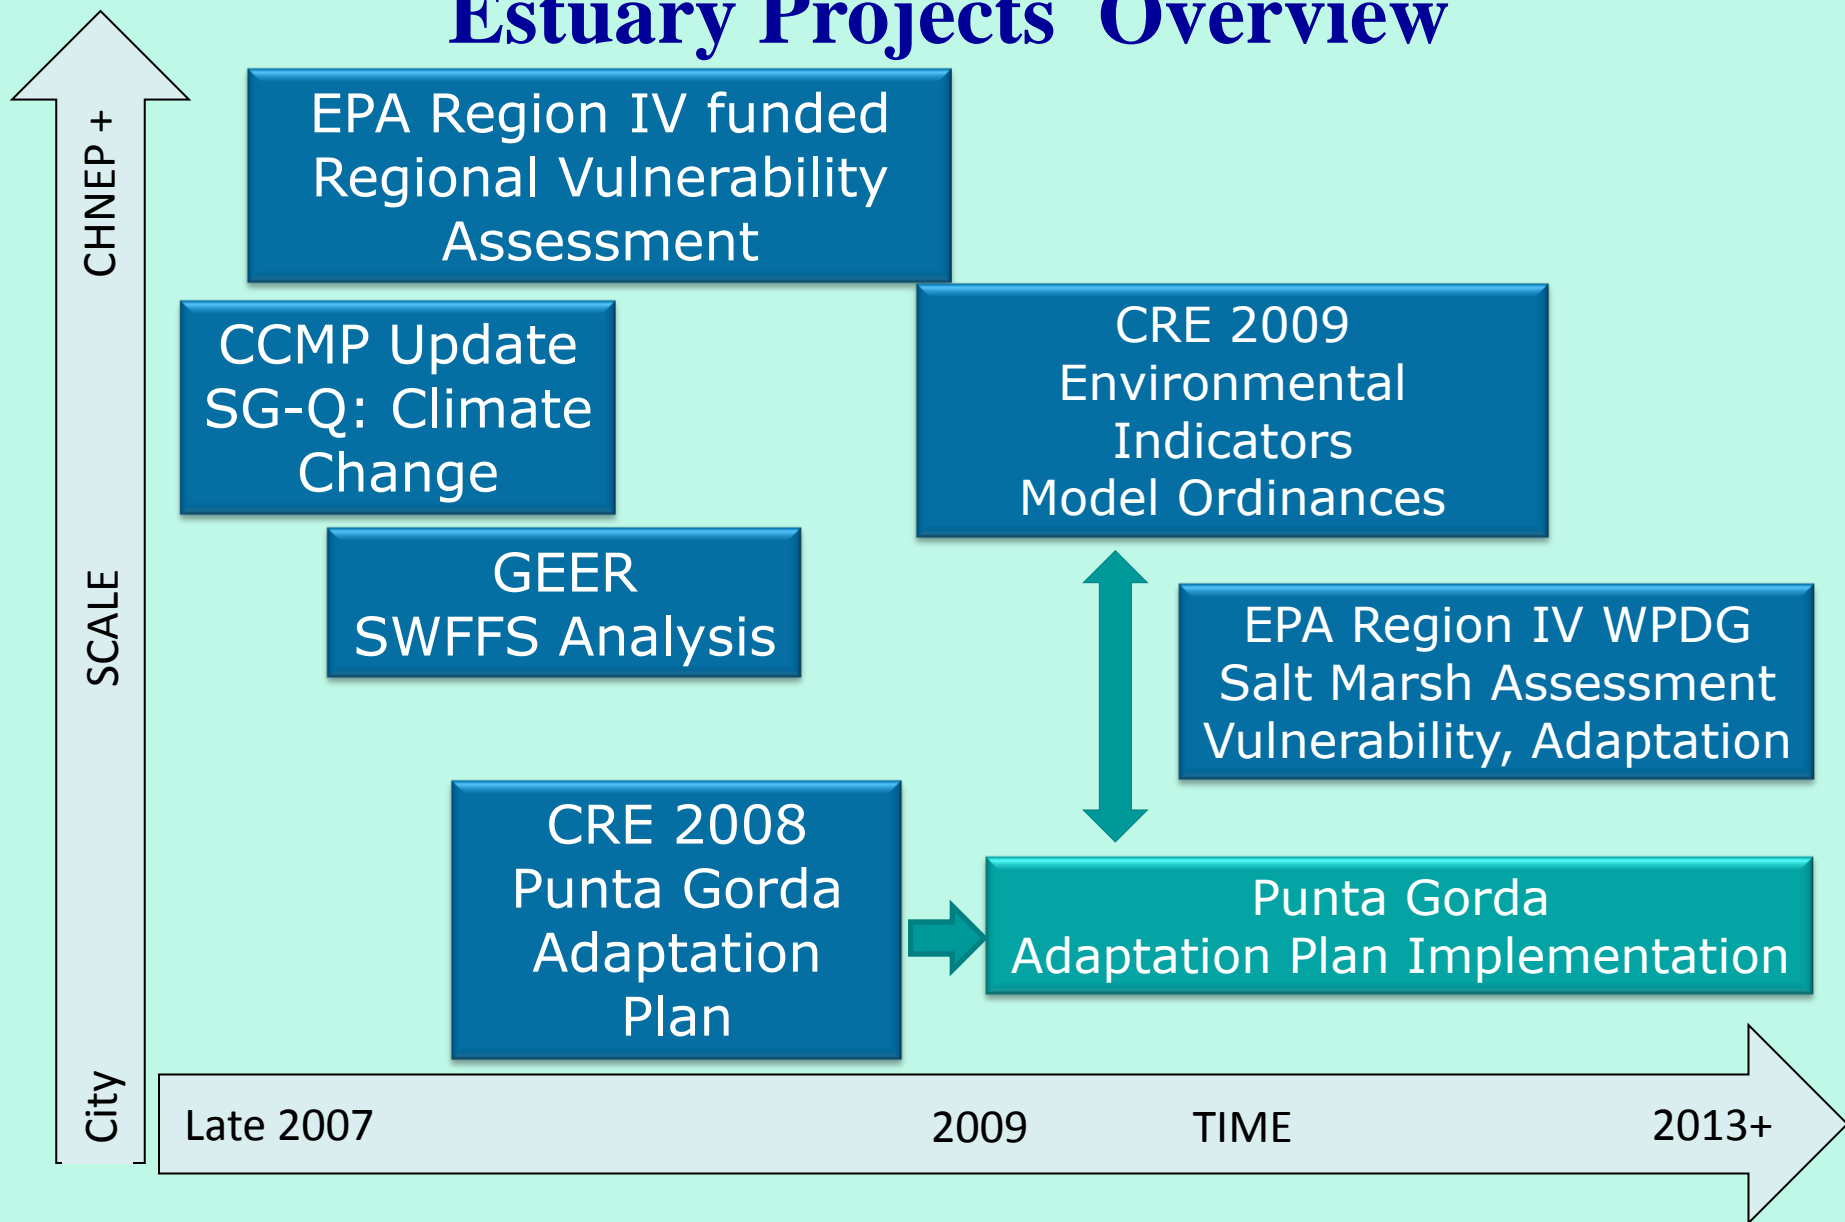 Estuary Projects Overview
CHNEP +
SCALE
City
EPA Region IV funded
Regional Vulnerability
Assessment
CCMP Update
SG-Q: Climate
Change
CRE 2009
Environmental
Indicators
Model Ordinances
GEER
SWFFS Analysis
EPA Region IV WPDG
Salt Marsh Assessment
Vulnerability, Adaptation
CRE 2008
Punta Gorda
Adaptation
Plan
Punta Gorda
Adaptation Plan Implementation
Late 2007
2009
TIME
2013+